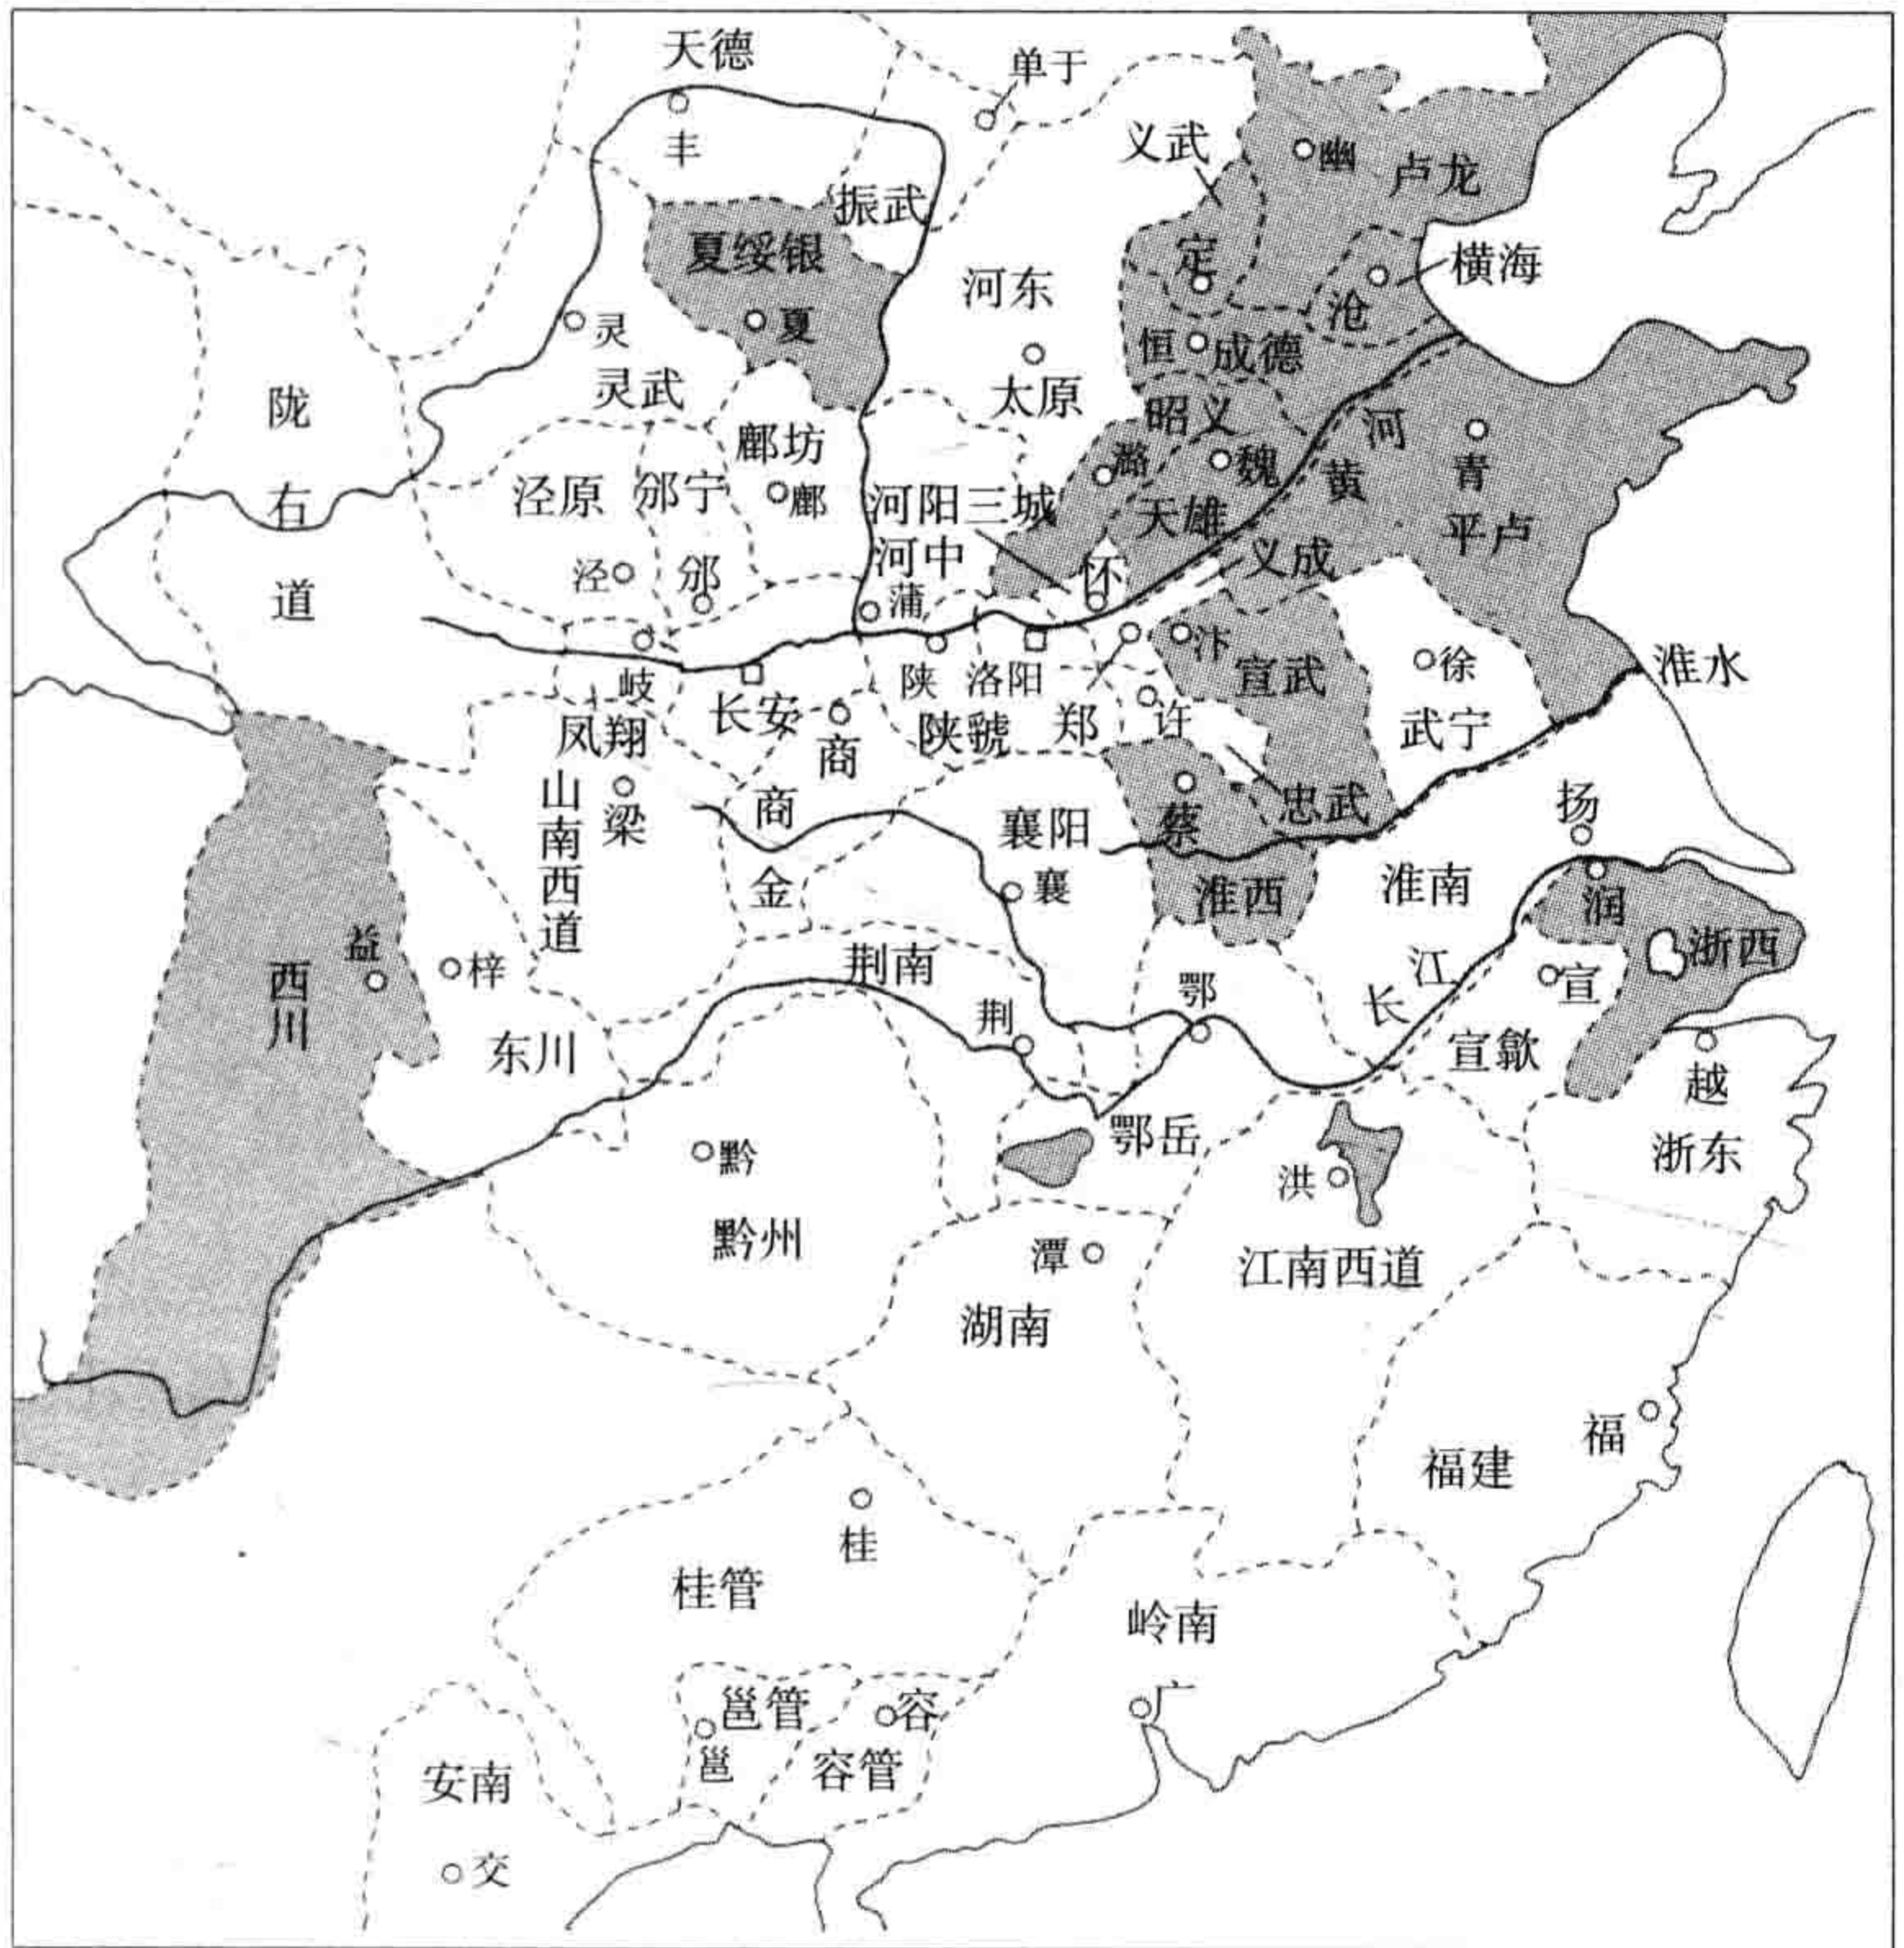 天德
单于
丰
义武
幽
卢龙
振武
夏绥银
定
横海
河东
沧
灵
夏
恒
成德
太原
灵武
陇右道
昭义
河
鄜坊
潞
魏
黄
青
泾原
邠宁
鄜
河阳三城
天雄
平卢
河中
义成
泾
邠
怀
蒲
汴
淮水
岐
陕
洛阳
宣武
徐
凤翔
长安
商
陕虢
郑
许
武宁
山南西道
梁
商
襄阳
蔡
忠武
扬
金
襄
淮西
淮南
润
益
梓
荆南
江
浙西
西川
荆
鄂
长
宣
东川
宣歙
越
黔
鄂岳
浙东
洪
黔州
潭
江南西道
湖南
福
福建
桂
桂管
岭南
邕管
容
广
邕
容管
安南
交